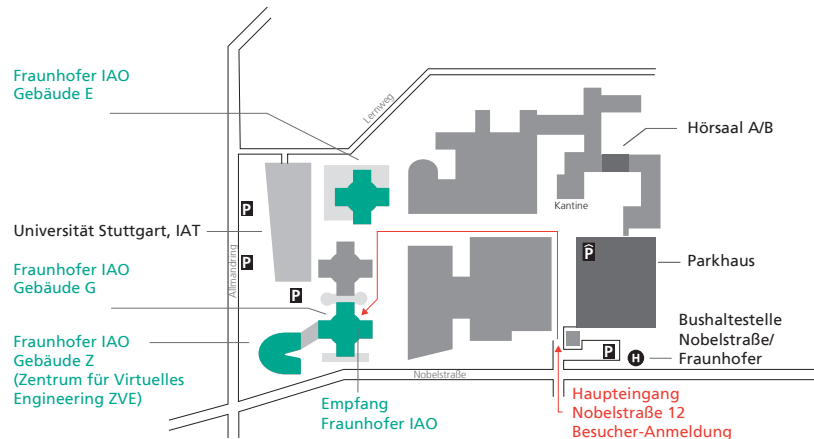 Fraunhofer IAO
Gebäude E
Lernweg
Hörsaal A/B
Kantine
P
Universität Stuttgart, IAT
Allmandring
P
P
P
Parkhaus
Fraunhofer IAO
Gebäude G
P
Bushaltestelle
Nobelstraße/
Fraunhofer
H
Fraunhofer IAO
Gebäude Z
(Zentrum für Virtuelles
Engineering ZVE)
Nobelstraße
Empfang
Fraunhofer IAO
Haupteingang
Nobelstraße 12
Besucher-Anmeldung